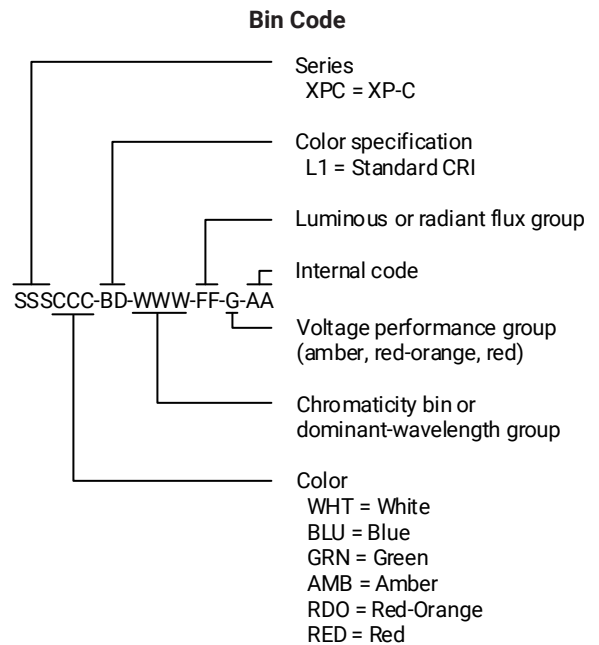 Bin Code
Series
XPC = XP-C
Color specification
L1 = Standard CRI
Luminous or radiant flux group
Internal code
SSSCCC-BD-WWW-FF-G-AA
Voltage performance group
(amber, red-orange, red)
Chromaticity bin or
dominant-wavelength group
Color
WHT = White
BLU = Blue
GRN = Green
AMB = Amber
RDO = Red-Orange
RED = Red